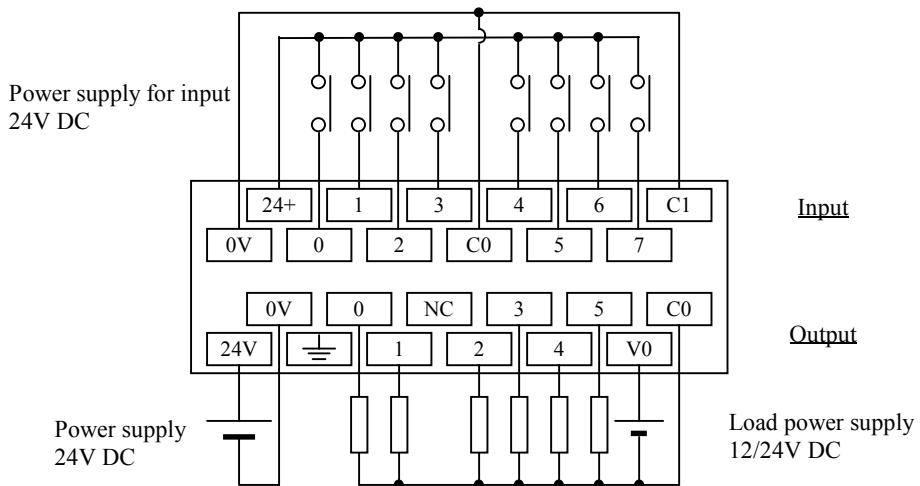 Power supply for input
24V DC
24+ 1 3 4 6 C1
Input
0V 0 2 C0 5 7
0V 0 NC 3 5 C0
Output
24V 1 2 4 V0
Power supply
24V DC
Load power supply
12/24V DC